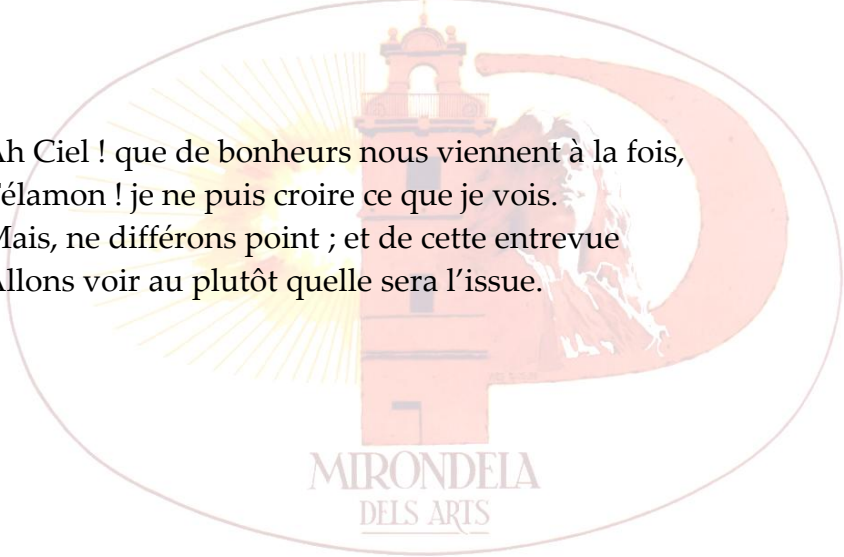 Ah Ciel ! que de bonheurs nous viennent à la fois,
Télamon ! je ne puis croire ce que je vois.
Mais, ne différons point ; et de cette entrevue
Allons voir au plutôt quelle sera l’issue.
MIRONDELA
DELS ARTS